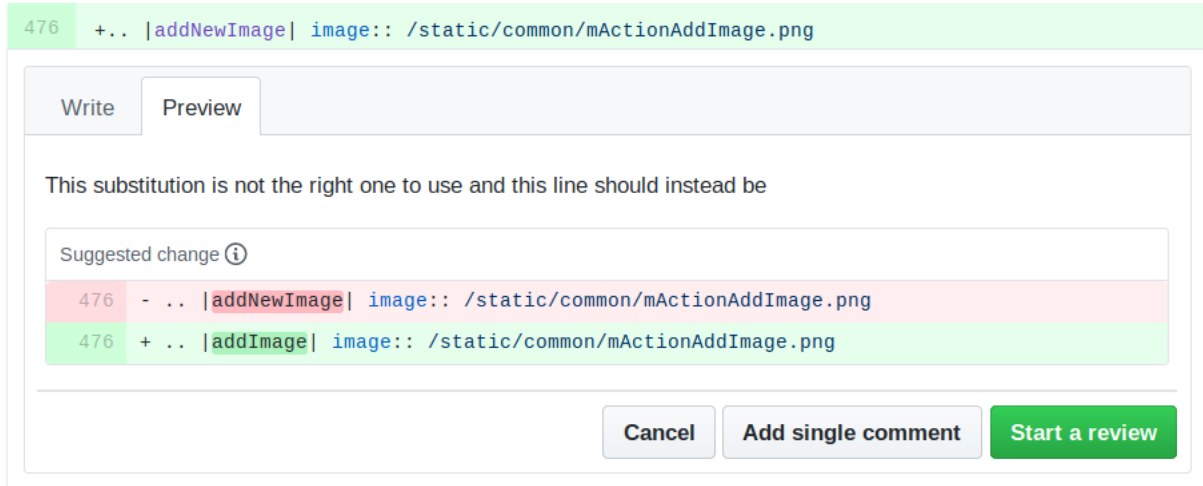 476 +.. |addNewImage| image:: /static/common/mActionAddImage.png
Write Preview
This substitution is not the right one to use and this line should instead be
Suggested change
476 - .. |addNewImage| image:: /static/common/mActionAddImage.png
476 + .. |addImage| image:: /static/common/mActionAddImage.png
Cancel Add single comment Start a review